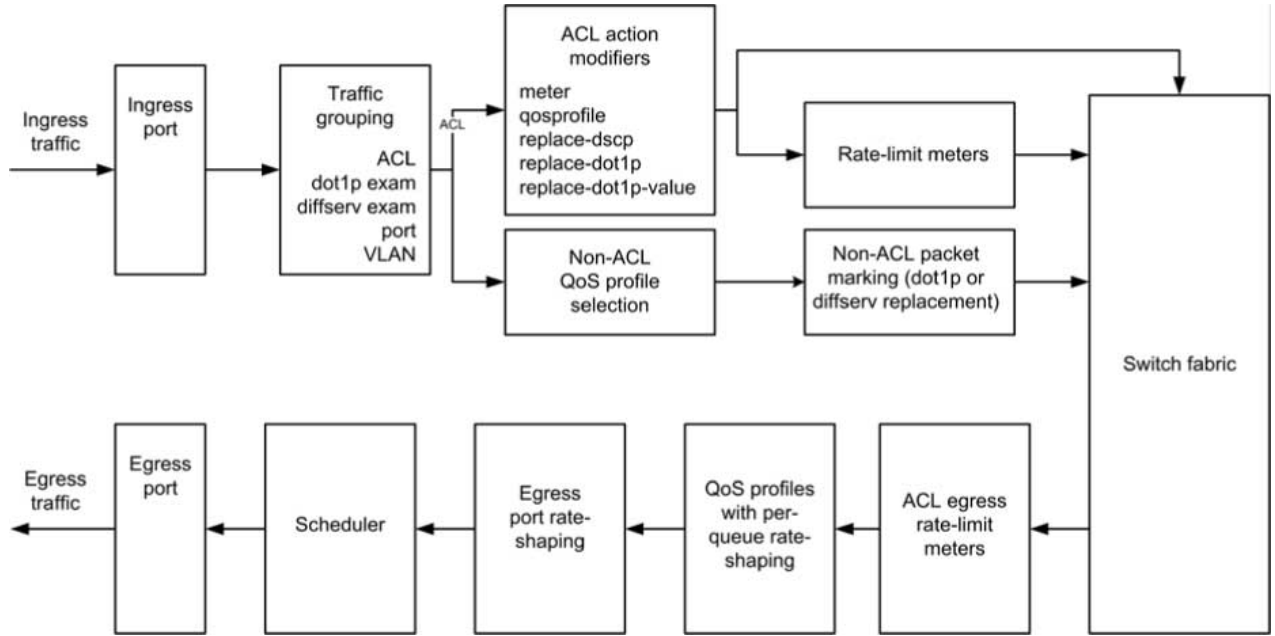 Ingress
traffic
Ingress
port
Traffic
grouping
ACL
dot1p exam
diffserv exam
port
VLAN
ACL
ACL action
modifiers
meter
qosprofile
replace-dscp
replace-dot1p
replace-dot1p-value
Rate-limit meters
Non-ACL
QoS profile
selection
Non-ACL packet
marking (dot1p or
diffserv replacement)
Switch fabric
Egress
traffic
Egress
port
Scheduler
Egress
port rate-
shaping
QoS profiles
with per-
queue rate-
shaping
ACL egress
rate-limit
meters